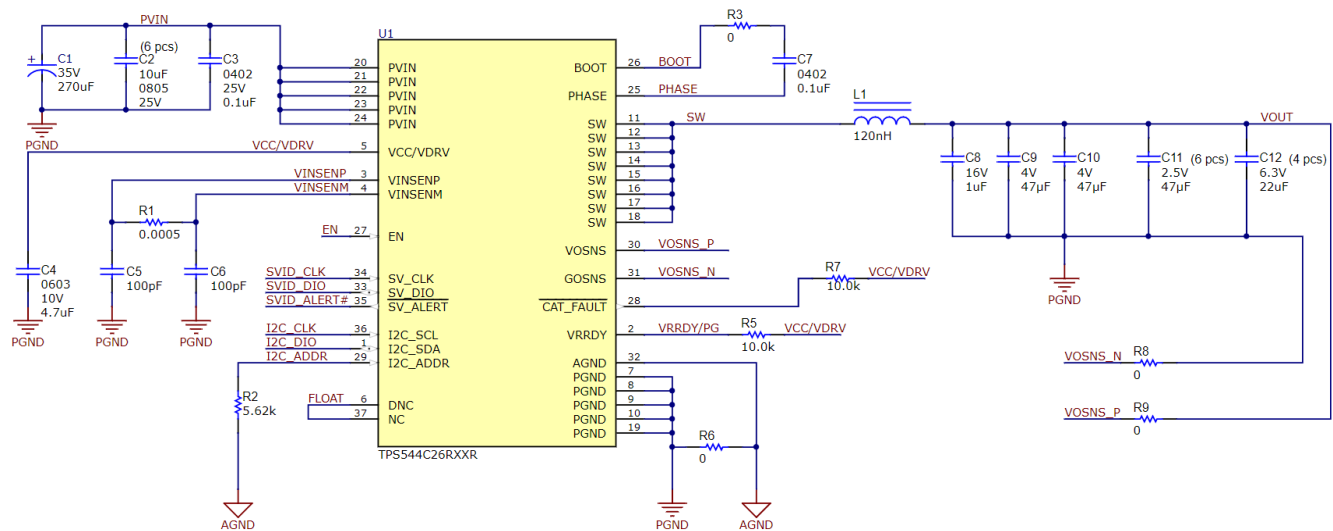 PVIN
+
C1
35V
270uF
(6 pcs)
C2
10uF
0805
25V
C3
0402
25V
0.1uF
PGND
VCC/VDRV
VINSENP
VINSENM
R1
0.0005
C4
0603
10V
4.7uF
C5
100pF
C6
100pF
PGND
PGND
PGND
EN
SVID_CLK
SVID_DIO
SVID_ALERT#
I2C_CLK
I2C_DIO
I2C_ADDR
R2
5.62k
FLOAT
AGND
U1
20 PVIN
21 PVIN
22 PVIN
23 PVIN
24 PVIN
5 VCC/VDRV
3 VINSENP
4 VINSENM
27 EN
34 SV_CLK
33 SV_DIO
35 SV_ALERT
36 I2C_SCL
1 I2C_SDA
29 I2C_ADDR
6 DNC
37 NC
BOOT 26
PHASE 25
SW 11
SW 12
SW 13
SW 14
SW 15
SW 16
SW 17
SW 18
VOSNS 30
GOSNS 31
CAT_FAULT 28
VRRDY 2
AGND 32
PGND 7
PGND 8
PGND 9
PGND 10
PGND 19
TPS544C26RXXR
BOOT
R3
0
C7
0402
0.1uF
PHASE
SW
L1
120nH
VOUT
C8
16V
1uF
C9
4V
47µF
C10
4V
47µF
C11 (6 pcs)
2.5V
47µF
C12 (4 pcs)
6.3V
22uF
PGND
VOSNS_P
VOSNS_N
R7
10.0k
VCC/VDRV
VRRDY/PG
R5
10.0k
VCC/VDRV
R6
0
PGND
AGND
VOSNS_N
R8
0
VOSNS_P
R9
0